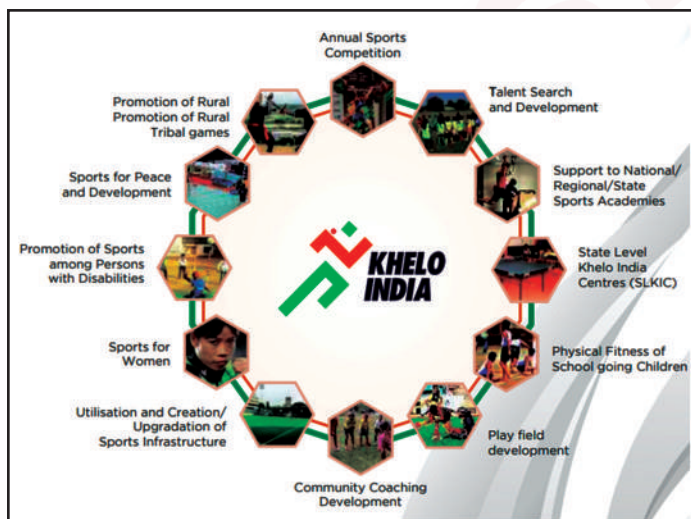 Annual Sports
Competition
Talent Search
and Development
Support to National/
Regional/State
Sports Academies
State Level
Khelo India
Centres (SLKIC)
Physical Fitness of
School going Children
Play field
development
Community Coaching
Development
Utilisation and Creation/
Upgradation of
Sports Infrastructure
Sports for
Women
Promotion of Sports
among Persons
with Disabilities
Sports for Peace
and Development
Promotion of Rural
Promotion of Rural
Tribal games
KHELO
INDIA